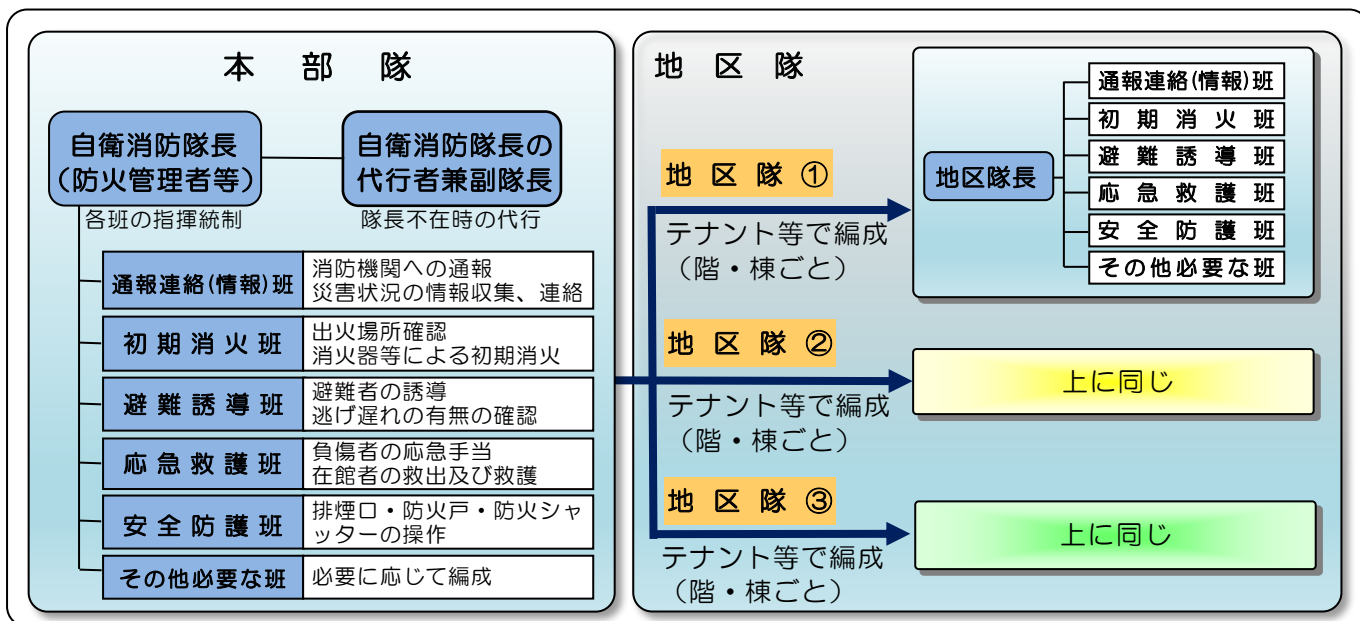 本部隊
自衛消防隊長
（防火管理者等）
各班の指揮統制
自衛消防隊長の
代行者兼副隊長
隊長不在時の代行
通報連絡(情報)班
消防機関への通報
災害状況の情報収集、連絡
初期消火班
出火場所確認
消火器等による初期消火
避難誘導班
避難者の誘導
逃げ遅れの有無の確認
応急救護班
負傷者の応急手当
在館者の救出及び救護
安全防護班
排煙口・防火戸・防火シャ
ッターの操作
その他必要な班
必要に応じて編成
地区隊
地区隊①
テナント等で編成
（階・棟ごと）
地区隊長
通報連絡(情報)班
初期消火班
避難誘導班
応急救護班
安全防護班
その他必要な班
地区隊②
テナント等で編成
（階・棟ごと）
上に同じ
地区隊③
テナント等で編成
（階・棟ごと）
上に同じ